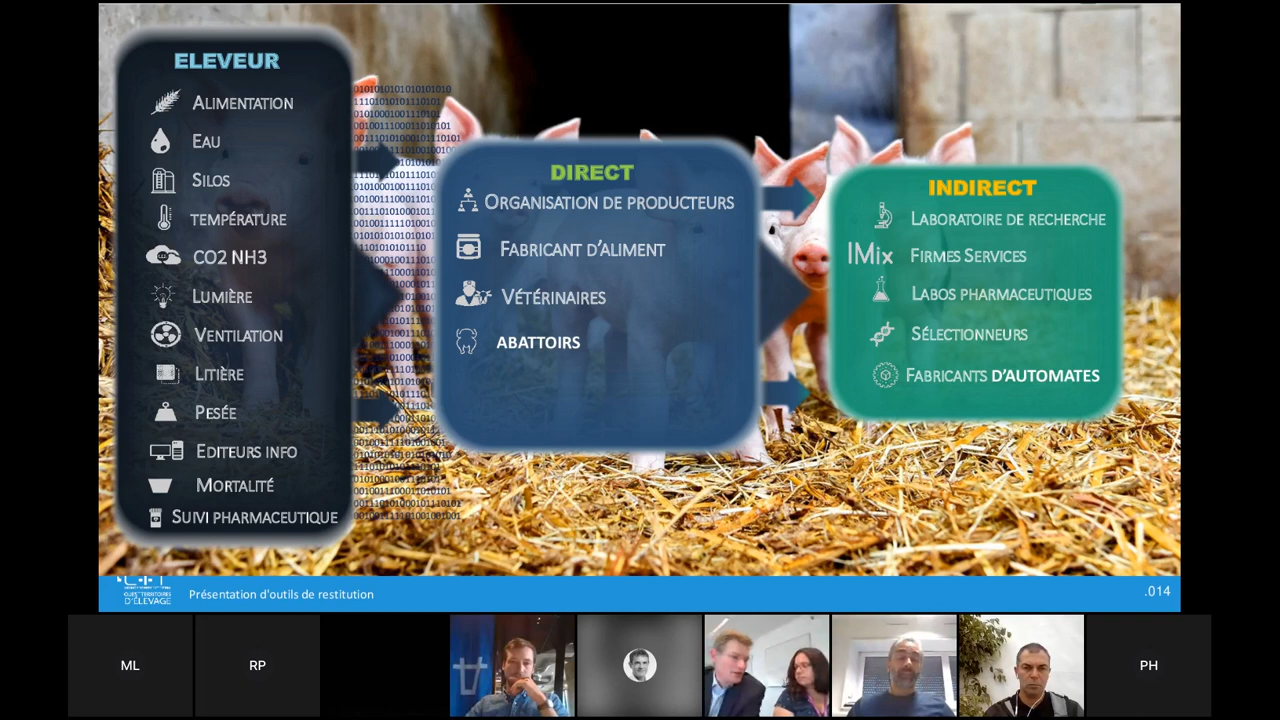 ELEVEUR
ALIMENTATION
EAU
SILOS
TEMPÉRATURE
CO2 NH3
LUMIÈRE
VENTILATION
LITIÈRE
PESÉE
EDITEURS INFO
MORTALITÉ
SUIVI PHARMACEUTIQUE
DIRECT
ORGANISATION DE PRODUCTEURS
FABRICANT D'ALIMENT
VÉTÉRINAIRES
ABATTOIRS
INDIRECT
LABORATOIRE DE RECHERCHE
IMix FIRMES SERVICES
LABOS PHARMACEUTIQUES
SÉLECTIONNEURS
FABRICANTS D'AUTOMATES
OUEST TERRITOIRES
D'ÉLEVAGE
Présentation d'outils de restitution
.014
ML
RP
PH